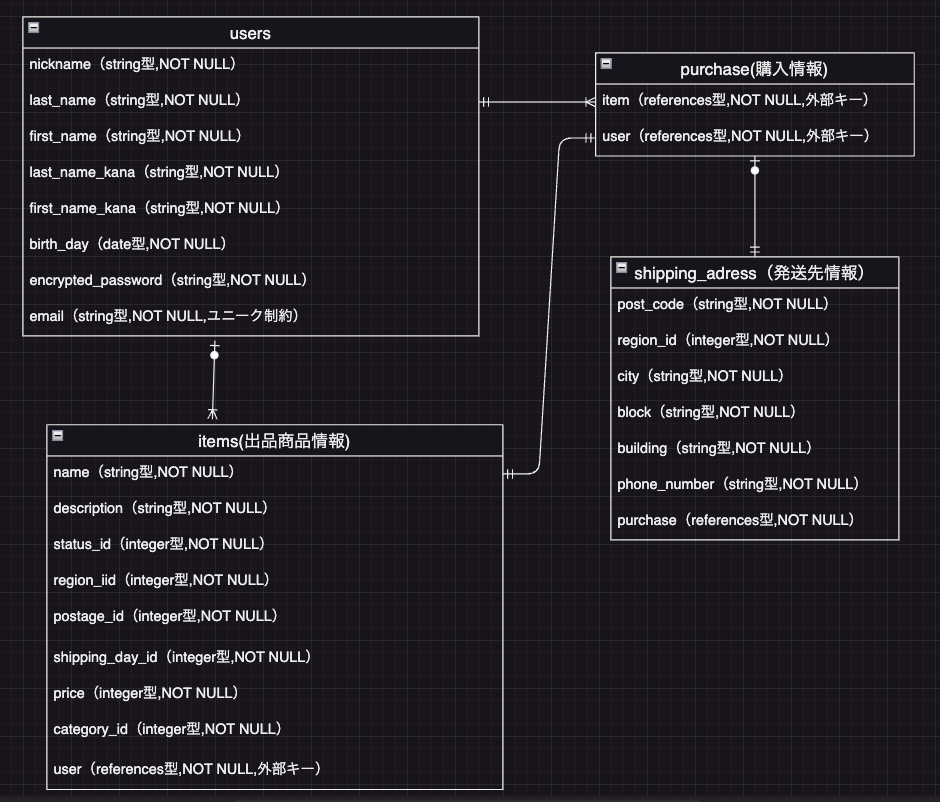 users
nickname（string型,NOT NULL）
last_name（string型,NOT NULL）
first_name（string型,NOT NULL）
last_name_kana（string型,NOT NULL）
first_name_kana（string型,NOT NULL）
birth_day（date型,NOT NULL）
encrypted_password（string型,NOT NULL）
email（string型,NOT NULL,ユニーク制約）
purchase(購入情報)
item（references型,NOT NULL,外部キー）
user（references型,NOT NULL,外部キー）
shipping_adress（発送先情報）
post_code（string型,NOT NULL）
region_id（integer型,NOT NULL）
city（string型,NOT NULL）
block（string型,NOT NULL）
building（string型,NOT NULL）
phone_number（string型,NOT NULL）
purchase（references型,NOT NULL）
items(出品商品情報)
name（string型,NOT NULL）
description（string型,NOT NULL）
status_id（integer型,NOT NULL）
region_iid（integer型,NOT NULL）
postage_id（integer型,NOT NULL）
shipping_day_id（integer型,NOT NULL）
price（integer型,NOT NULL）
category_id（integer型,NOT NULL）
user（references型,NOT NULL,外部キー）